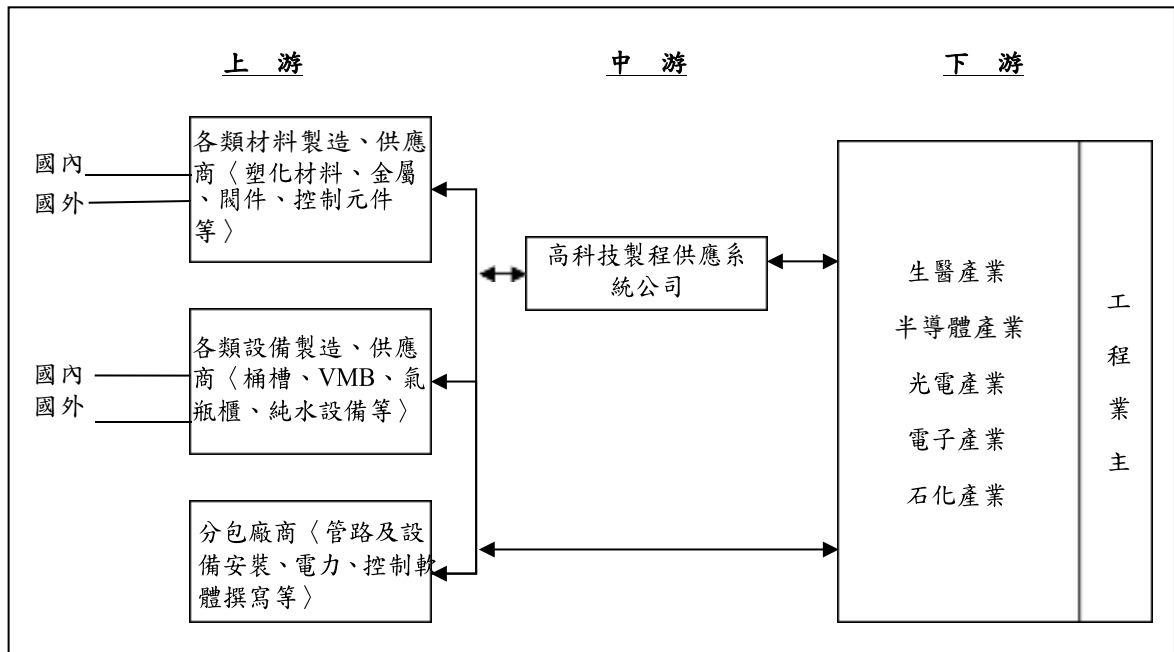 上 游
中 游
下 游
國內
國外
各類材料製造、供應
商〈塑化材料、金屬
、閥件、控制元件
等〉
國內
國外
各類設備製造、供應
商〈桶槽、VMB、氣
瓶櫃、純水設備等〉
分包廠商〈管路及設
備安裝、電力、控制軟
體撰寫等〉
高科技製程供應系
統公司
生醫產業
半導體產業
光電產業
電子產業
石化產業
工
程
業
主